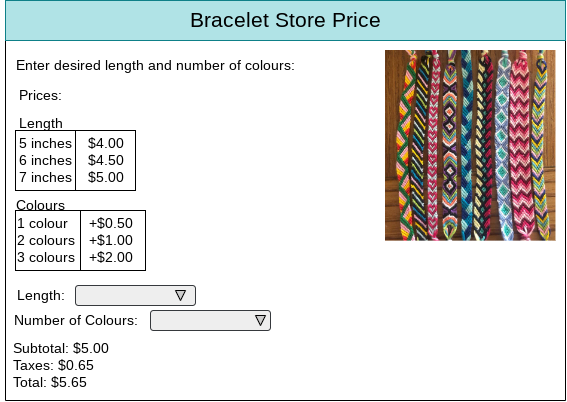 Bracelet Store Price
Enter desired length and number of colours:
Prices:
Length
5 inches $4.00
6 inches $4.50
7 inches $5.00
Colours
1 colour +$0.50
2 colours +$1.00
3 colours +$2.00
Length:
Number of Colours:
Subtotal: $5.00
Taxes: $0.65
Total: $5.65